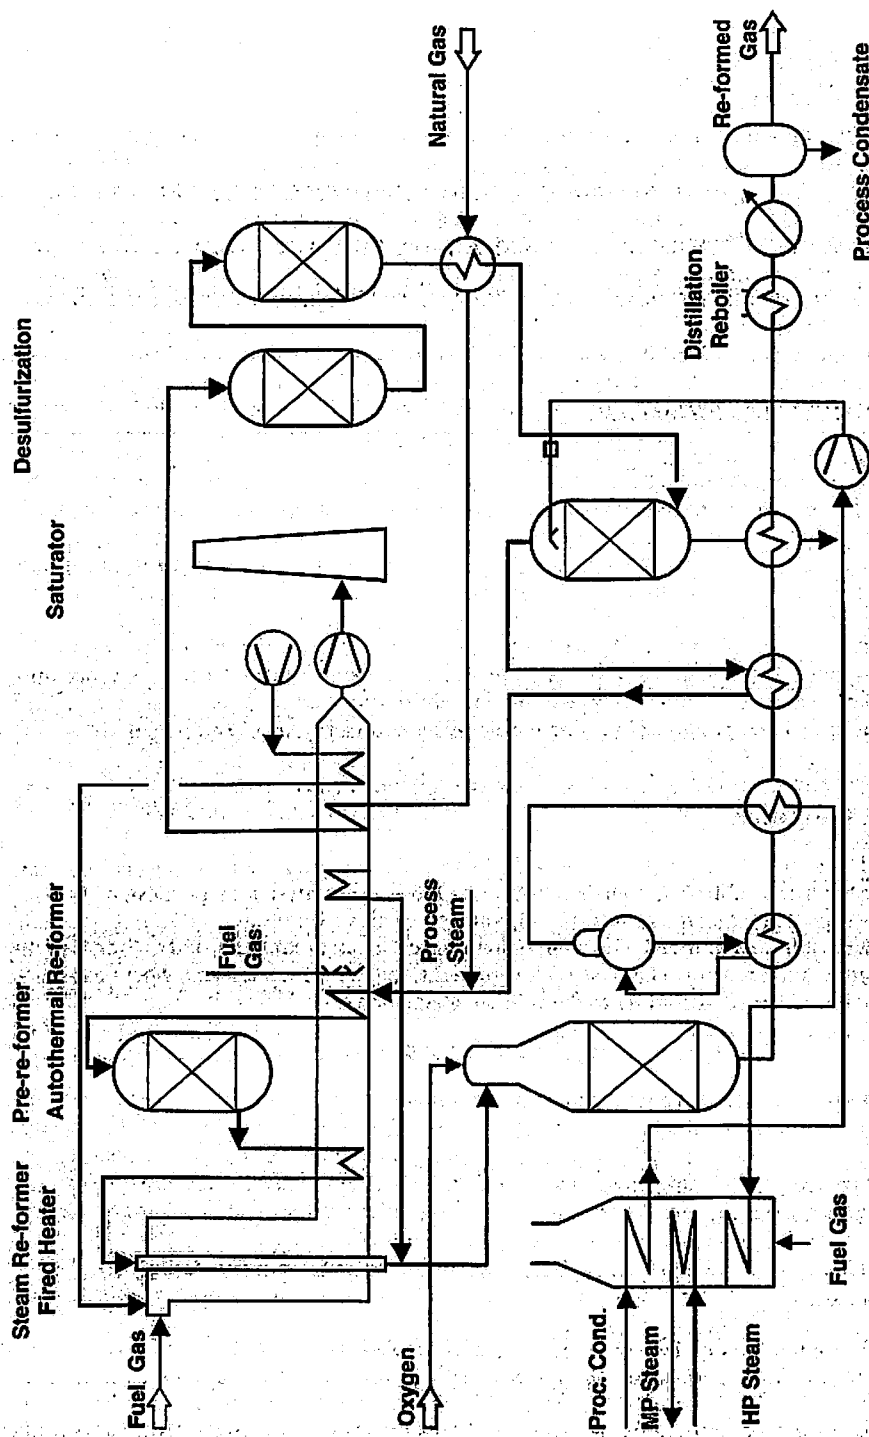 Steam Re-former
Fired Heater
Pre-re-former
Autothermal Re-former
Saturator
Desulfurization
Fuel Gas
Fuel
Gas
Process
Steam
Natural Gas
Oxygen
Proc. Cond.
MP Steam
HP Steam
Fuel Gas
Distillation
Reboiler
Re-formed
Gas
Process Condensate